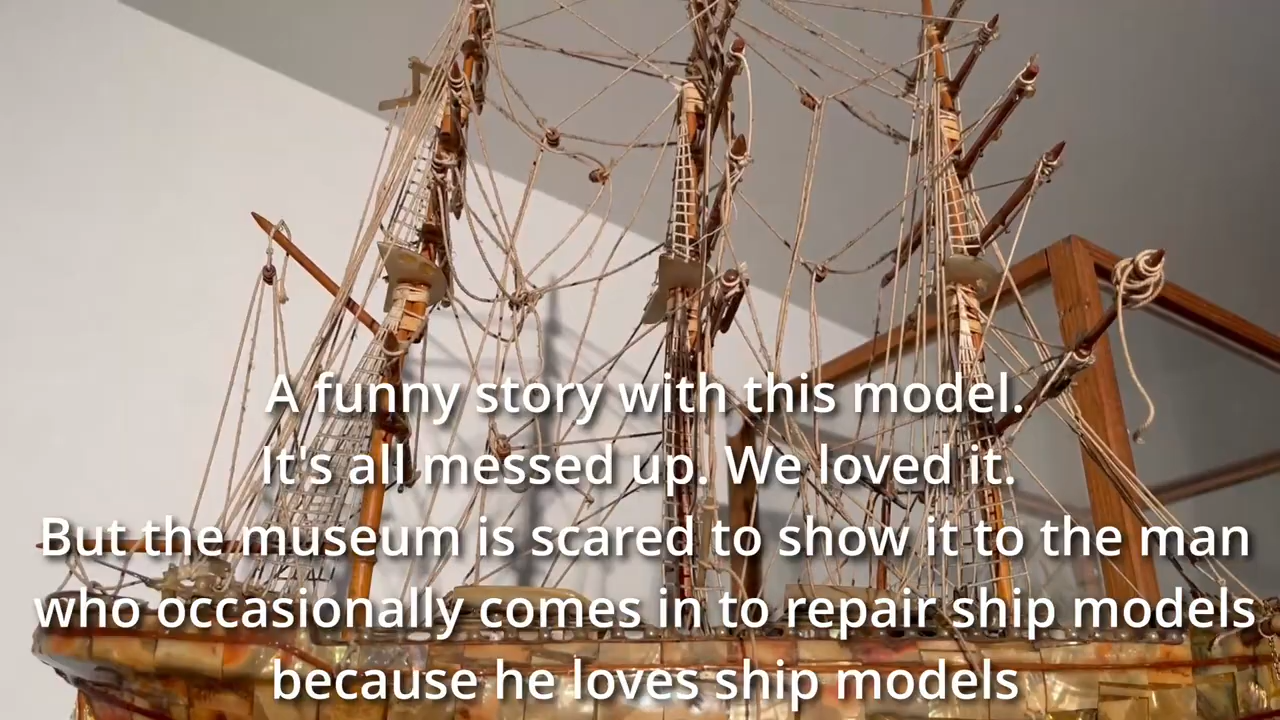 A funny story with this model.
It's all messed up. We loved it.
But the museum is scared to show it to the man
who occasionally comes in to repair ship models
because he loves ship models